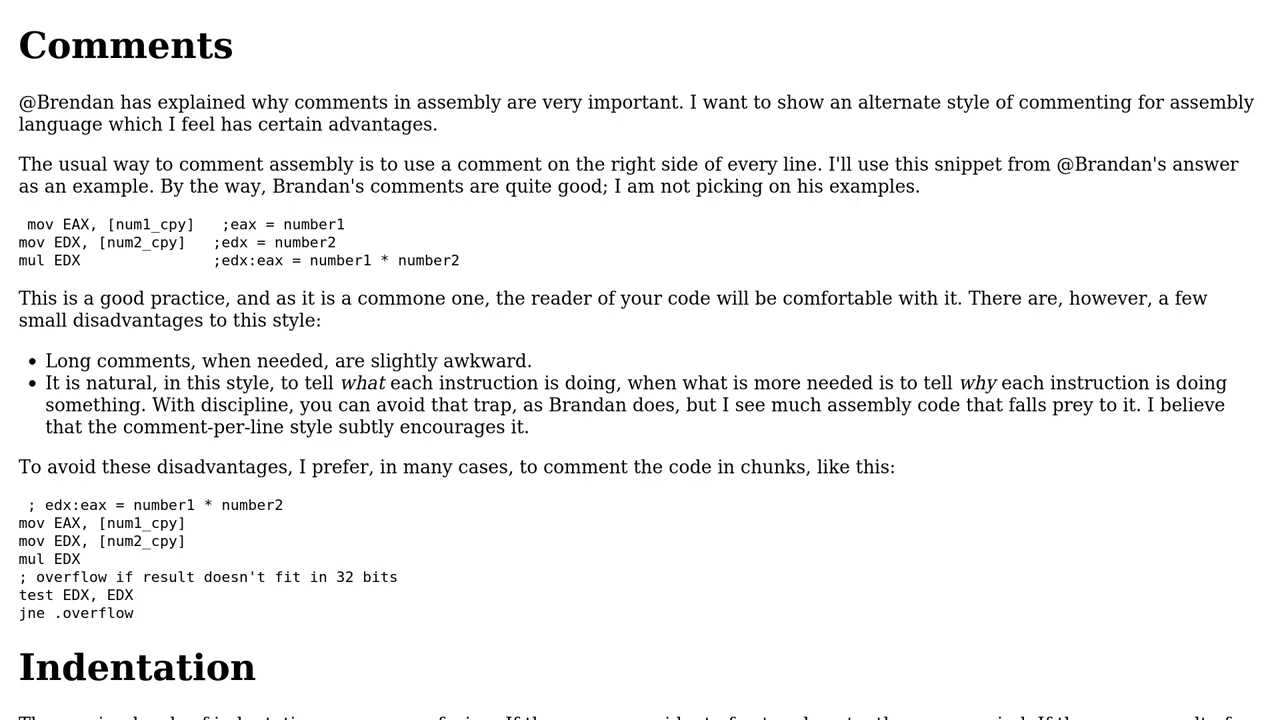 Comments
@Brendan has explained why comments in assembly are very important. I want to show an alternate style of commenting for assembly
language which I feel has certain advantages.
The usual way to comment assembly is to use a comment on the right side of every line. I'll use this snippet from @Brandan's answer
as an example. By the way, Brandan's comments are quite good; I am not picking on his examples.
mov EAX, [num1_cpy]   ;eax = number1
mov EDX, [num2_cpy]   ;edx = number2
mul EDX               ;edx:eax = number1 * number2
This is a good practice, and as it is a commone one, the reader of your code will be comfortable with it. There are, however, a few
small disadvantages to this style:
• Long comments, when needed, are slightly awkward.
• It is natural, in this style, to tell what each instruction is doing, when what is more needed is to tell why each instruction is doing
something. With discipline, you can avoid that trap, as Brandan does, but I see much assembly code that falls prey to it. I believe
that the comment-per-line style subtly encourages it.
To avoid these disadvantages, I prefer, in many cases, to comment the code in chunks, like this:
; edx:eax = number1 * number2
mov EAX, [num1_cpy]
mov EDX, [num2_cpy]
mul EDX
; overflow if result doesn't fit in 32 bits
test EDX, EDX
jne .overflow
Indentation